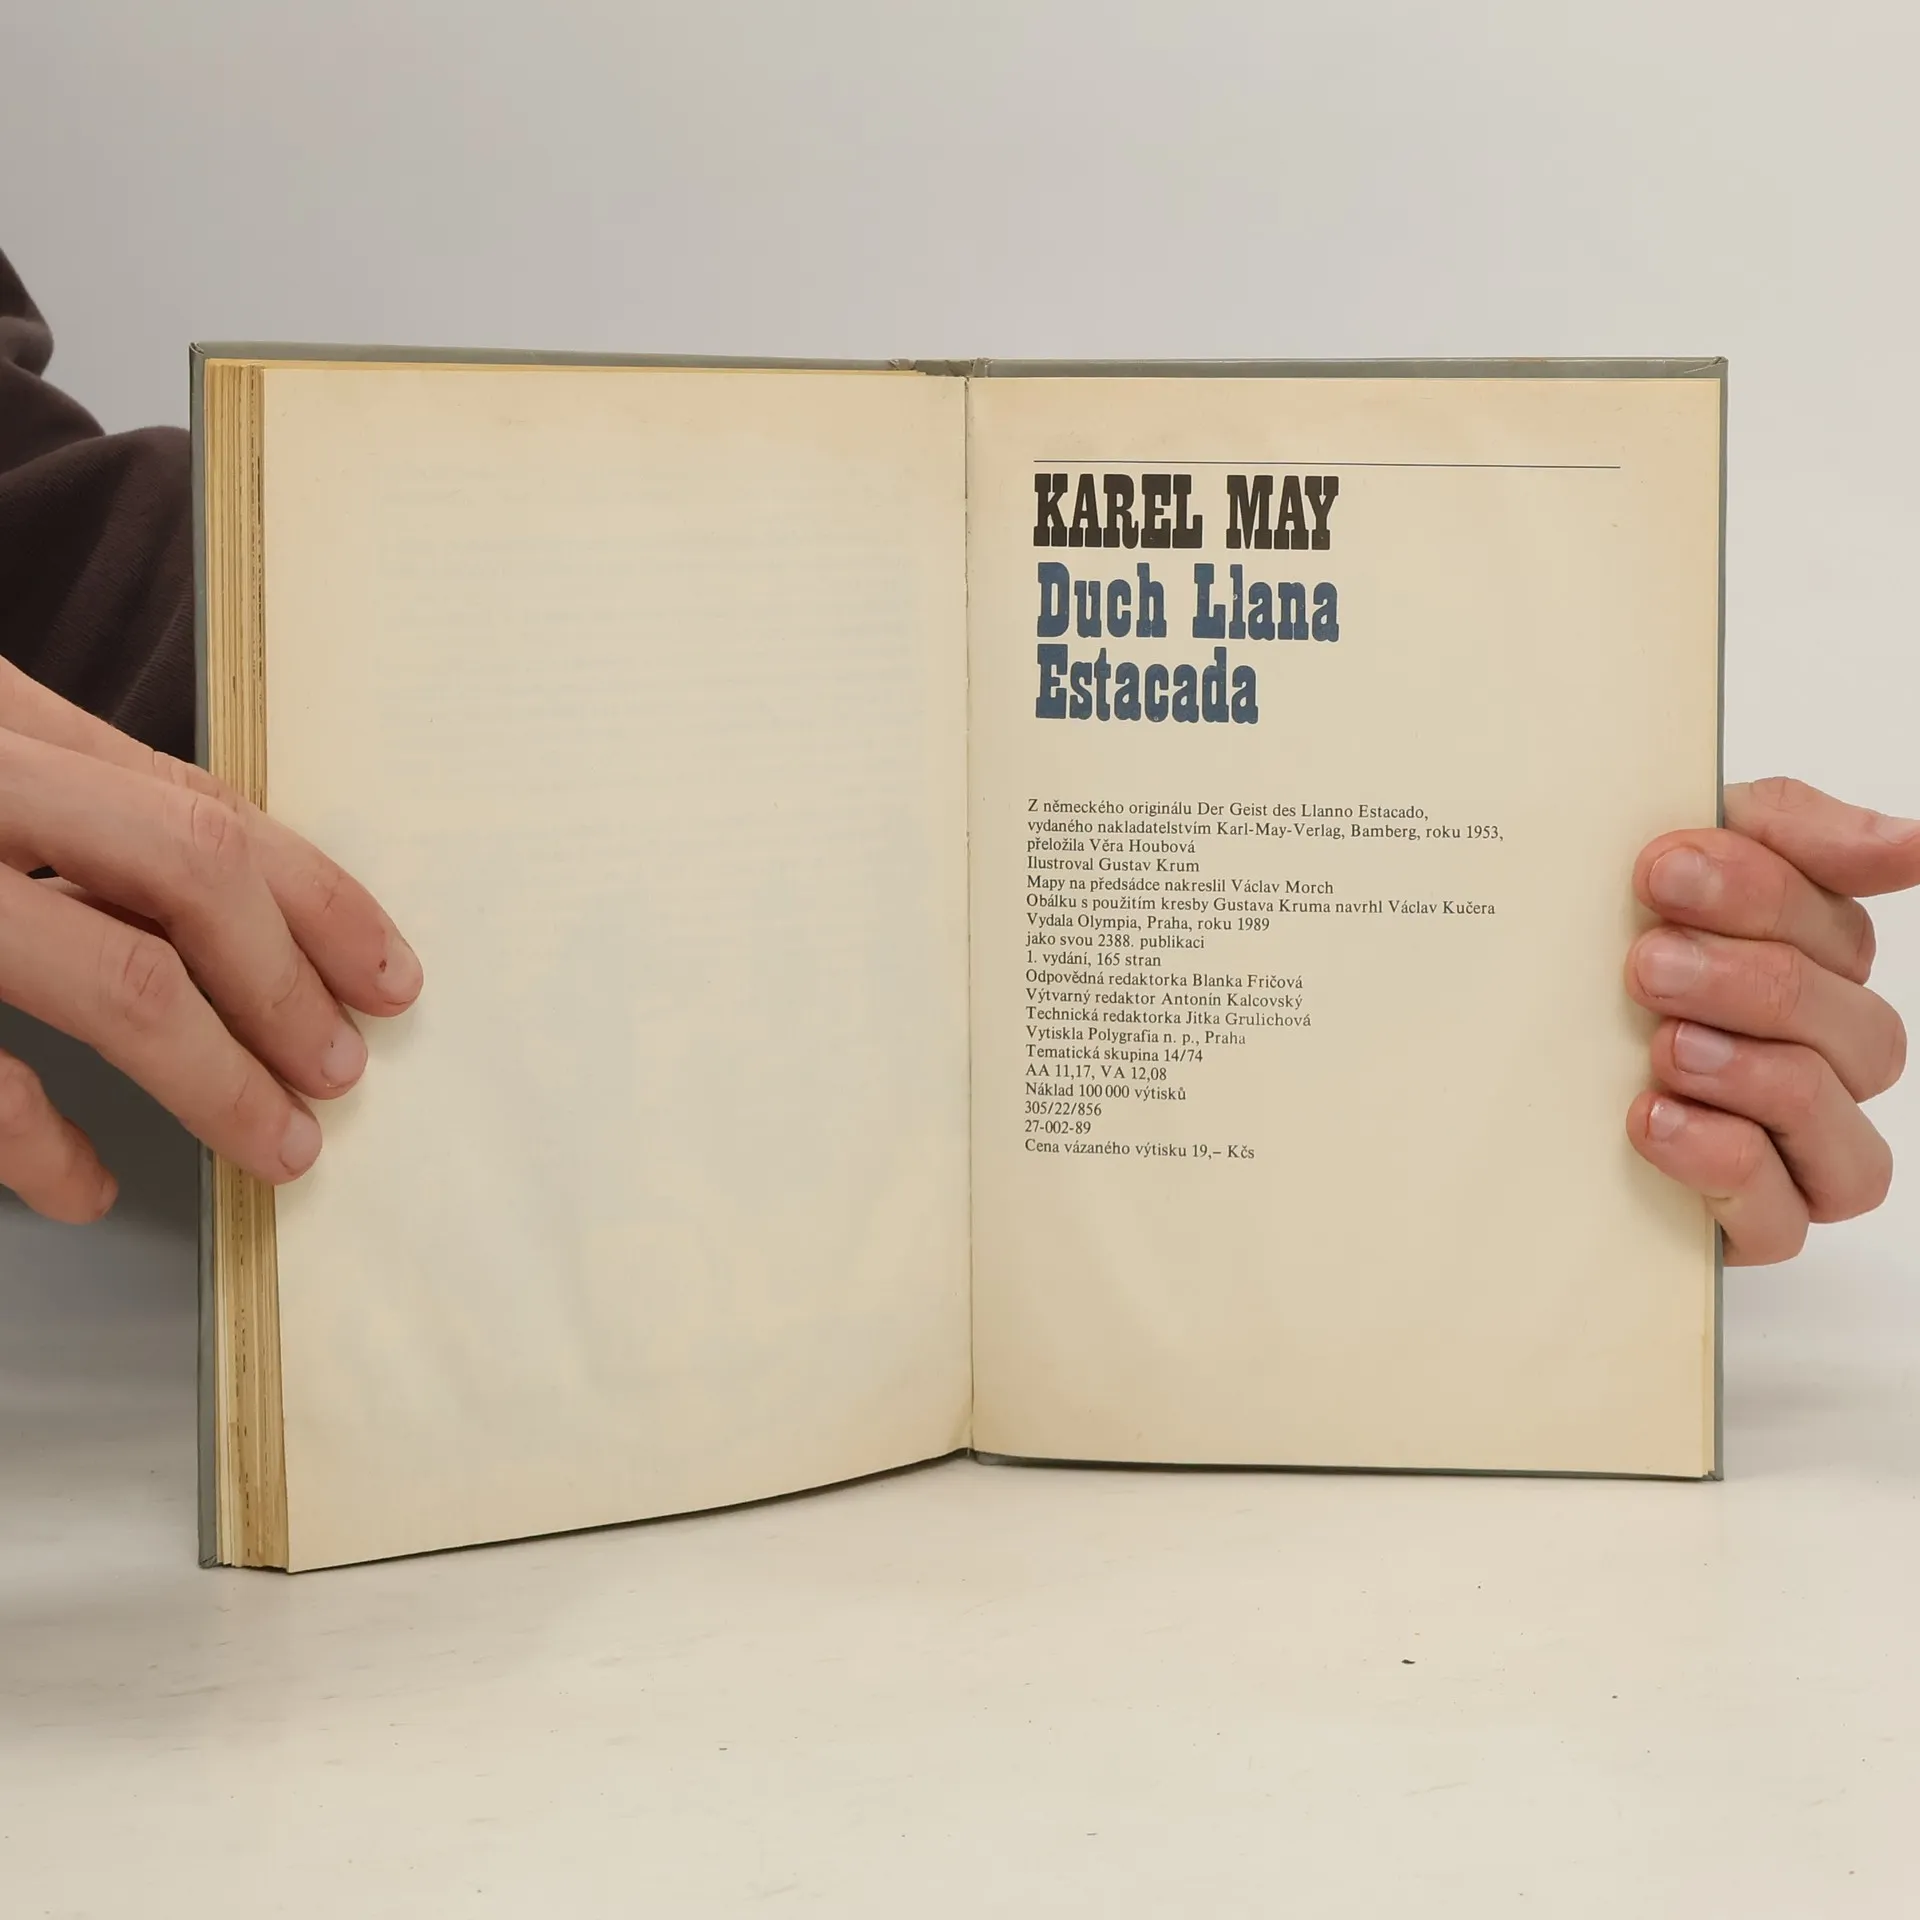 KAREL MAY
Duch Llana
Estacada
Z německého originálu Der Geist des Llanno Estacado,
vydaného nakladatelstvím Karl-May-Verlag, Bamberg, roku 1953,
přeložila Věra Houbová
Ilustroval Gustav Krum
Mapy na předsádce nakreslil Václav Morch
Obálku s použitím kresby Gustava Kruma navrhl Václav Kučera
Vydala Olympia, Praha, roku 1989
jako svou 2388. publikaci
1. vydání, 165 stran
Odpovědná redaktorka Blanka Fričová
Výtvarný redaktor Antonín Kalcovský
Technická redaktorka Jitka Grulichová
Vytiskla Polygrafia n. p., Praha
Tematická skupina 14/74
AA 11,17, VA 12,08
Náklad 100 000 výtisků
305/22/856
27-002-89
Cena vázaného výtisku 19,– Kčs